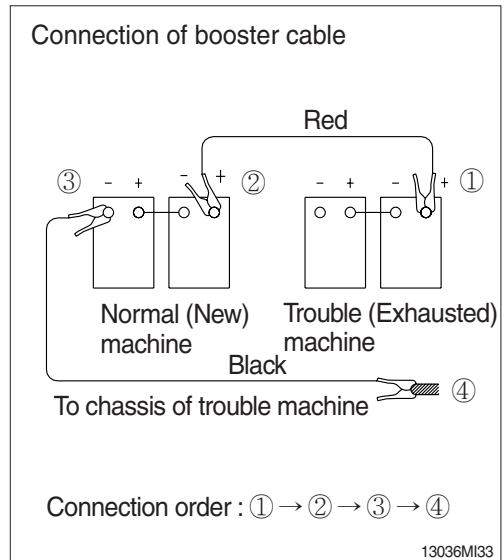 Connection of booster cable
Red
③ - + - + ② - + - + ①
Normal (New)
machine
Trouble (Exhausted)
machine
Black
To chassis of trouble machine ④
Connection order : ① → ② → ③ → ④
13036MI33